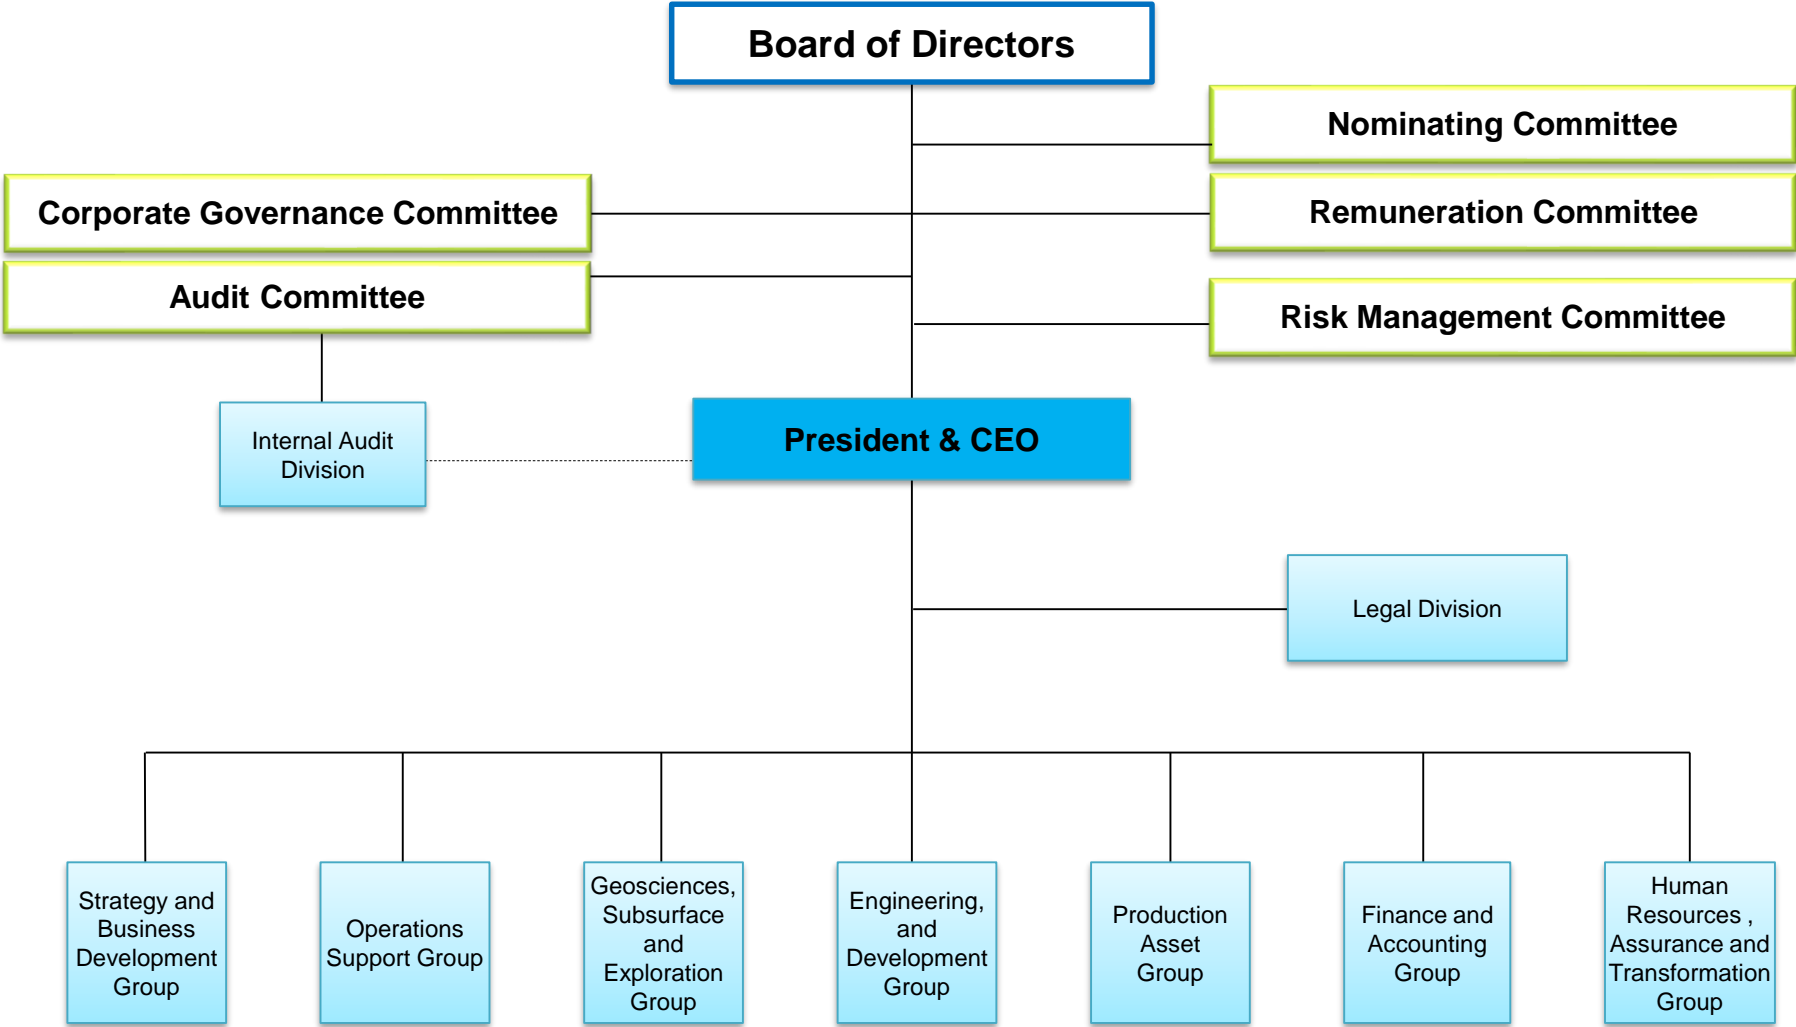 Board of Directors
Nominating Committee
Corporate Governance Committee
Remuneration Committee
Audit Committee
Risk Management Committee
Internal Audit
Division
President & CEO
Legal Division
Strategy and
Business
Development
Group
Operations
Support Group
Geosciences,
Subsurface
and
Exploration
Group
Engineering,
and
Development
Group
Production
Asset
Group
Finance and
Accounting
Group
Human
Resources ,
Assurance and
Transformation
Group